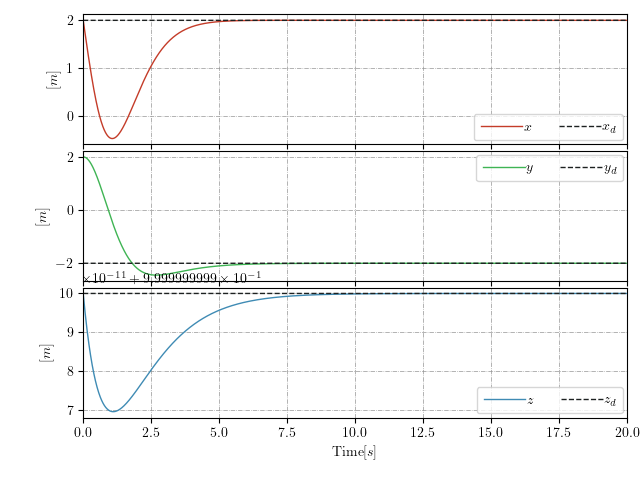 2
1
0
[m]
x x_d
2
0
−2
[m]
y y_d
×10^−11 + 9.999999999 × 10^−1
10
9
8
7
[m]
z z_d
0.0 2.5 5.0 7.5 10.0 12.5 15.0 17.5 20.0
Time[s]